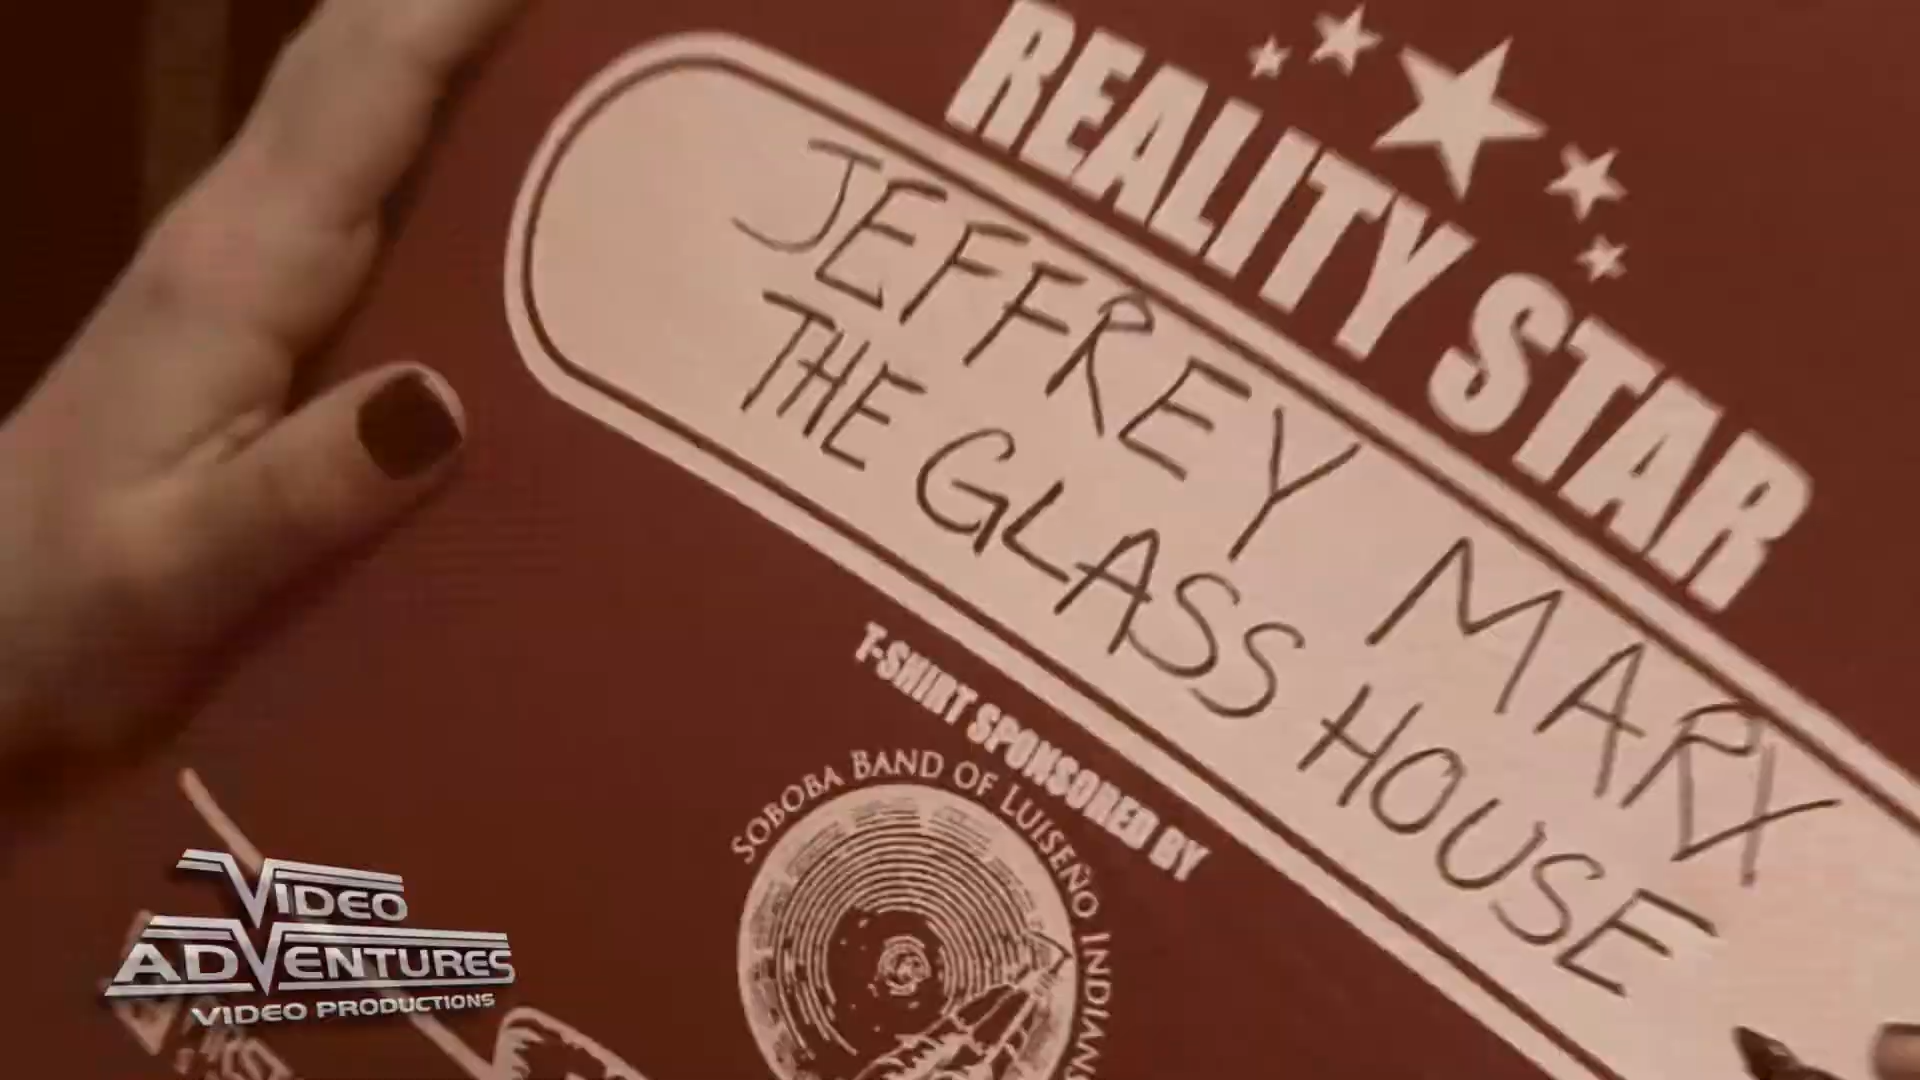 REALITY STAR
JEFFREY MARX
THE GLASS HOUSE
T-SHIRT SPONSORED BY
SOBOBA BAND OF LUISEÑO INDIANS
VIDEO
ADVENTURES
VIDEO PRODUCTIONS